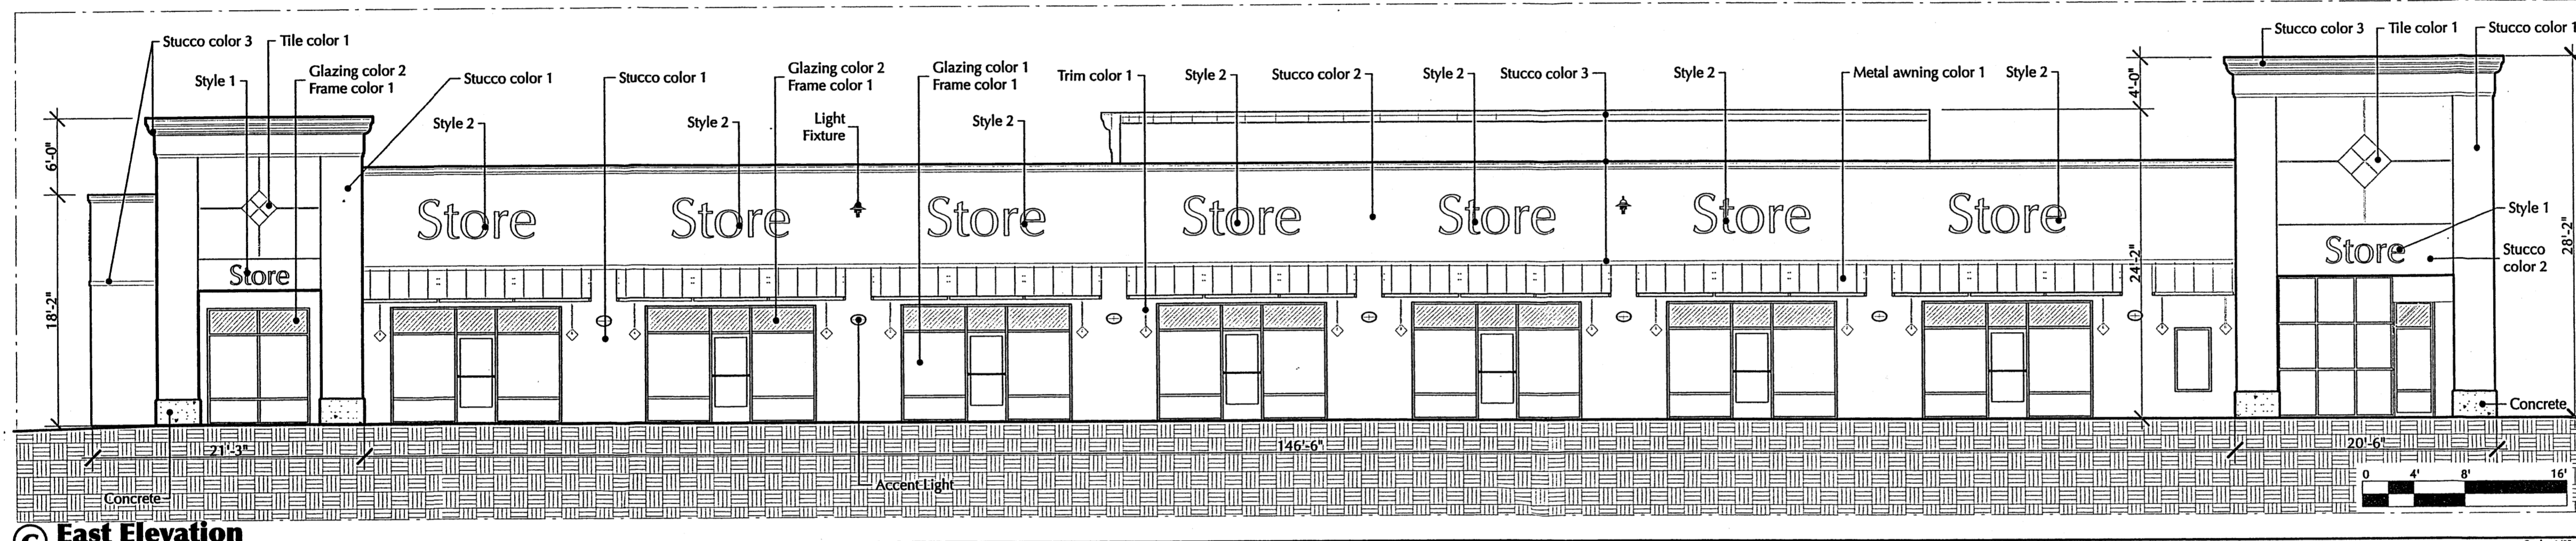 Stucco color 3
Tile color 1
Style 1
Glazing color 2
Frame color 1
Stucco color 1
Style 2
Stucco color 1
Style 2
Glazing color 2
Frame color 1
Light
Fixture
Glazing color 1
Frame color 1
Style 2
Trim color 1
Style 2
Stucco color 2
Style 2
Stucco color 3
Style 2
Metal awning color 1
Style 2
4'-0"
Stucco color 3
Tile color 1
Stucco color 1
6'-0"
18'-2"
Store
Store
Store
Store
Store
Store
Store
Store
Store
24'-2"
28'-2"
Style 1
Stucco
color 2
Concrete
21'-3"
146'-6"
20'-6"
Concrete
Accent Light
0 4' 8' 16'
East Elevation